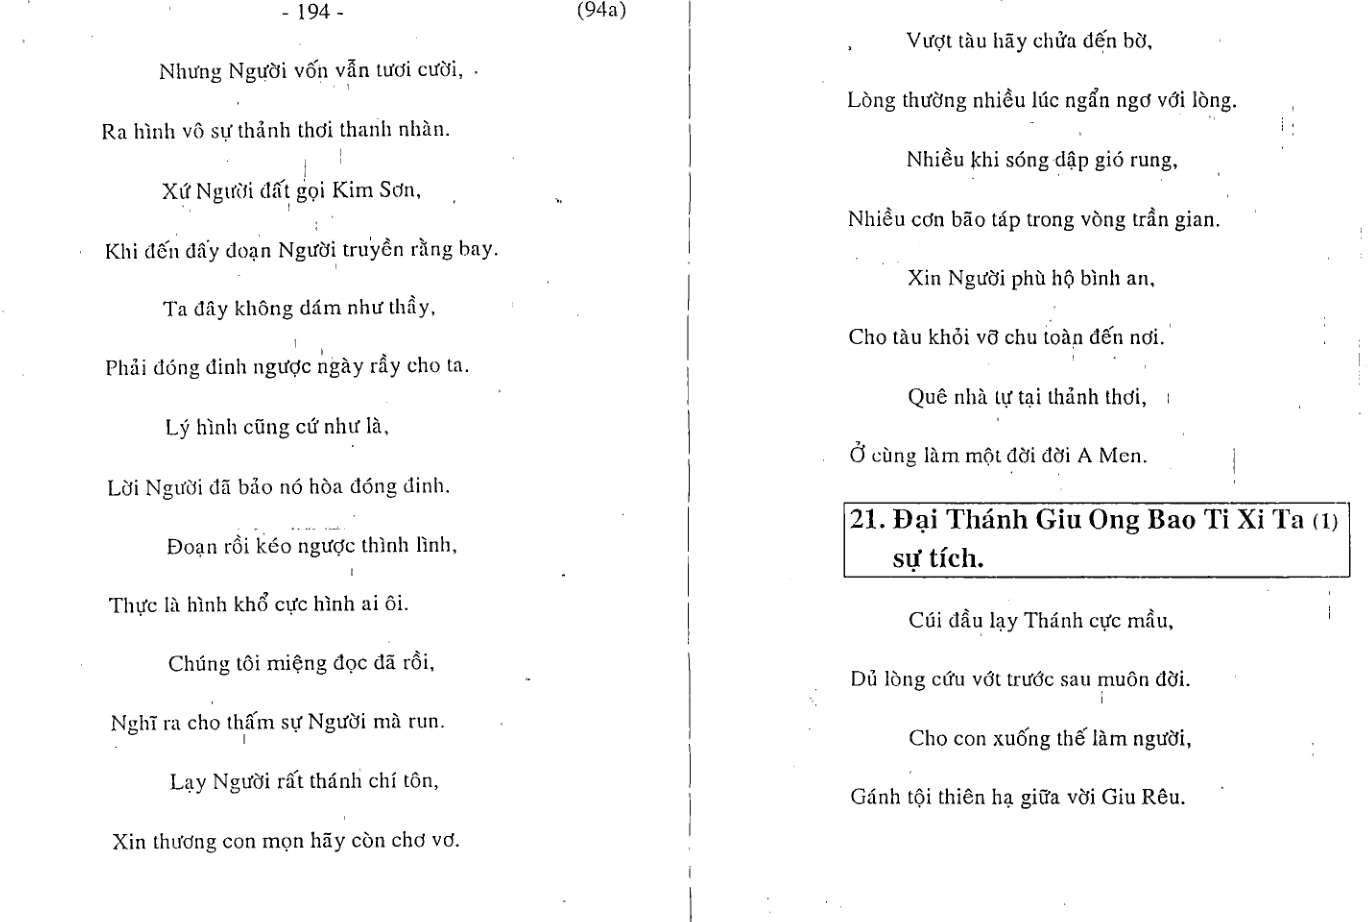 - 194 -
(94a)
Nhưng Người vốn vẫn tươi cười,
Ra hình vô sự thảnh thơi thanh nhàn.
Xứ Người đất gọi Kim Sơn,
Khi đến đấy đoạn Người truyền rằng bay.
Ta đây không dám như thầy,
Phải đóng đinh ngược ngày rầy cho ta.
Lý hình cũng cứ như là,
Lời Người đã bảo nó hòa đóng đinh.
Đoạn rồi kéo ngược thình lình,
Thực là hình khổ cực hình ai ôi.
Chúng tôi miệng đọc đã rồi,
Nghĩ ra cho thấm sự Người mà run.
Lạy Người rất thánh chí tôn,
Xin thương con mọn hãy còn chơ vơ.
Vượt tàu hãy chửa đến bờ,
Lòng thường nhiều lúc ngẩn ngơ với lòng.
Nhiều khi sóng dập gió rung,
Nhiều cơn bão táp trong vòng trần gian.
Xin Người phù hộ bình an,
Cho tàu khỏi vỡ chu toàn đến nơi.
Quê nhà tự tại thảnh thơi,
Ở cùng làm một đời đời A Men.
21. Đại Thánh Giu Ong Bao Ti Xi Ta (1)
sự tích.
Cúi đầu lạy Thánh cực mầu,
Dủ lòng cứu vớt trước sau muôn đời.
Cho con xuống thế làm người,
Gánh tội thiên hạ giữa vời Giu Rêu.